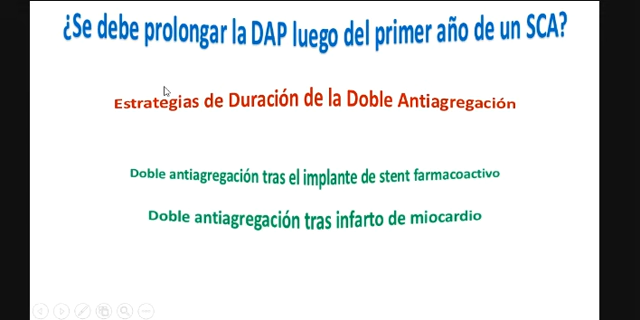 ¿Se debe prolongar la DAP luego del primer año de un SCA?
Estrategias de Duración de la Doble Antiagregación
Doble antiagregación tras el implante de stent farmacoactivo
Doble antiagregación tras infarto de miocardio